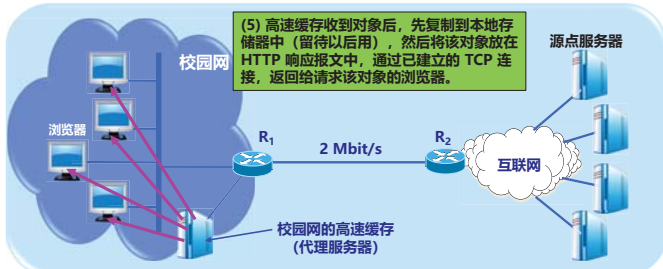 (5) 高速缓存收到对象后，先复制到本地存
储器中（留待以后用），然后将该对象放在
HTTP 响应报文中，通过已建立的 TCP 连
接，返回给请求该对象的浏览器。
校园网
源点服务器
浏览器
R1
2 Mbit/s
R2
互联网
校园网的高速缓存
(代理服务器)